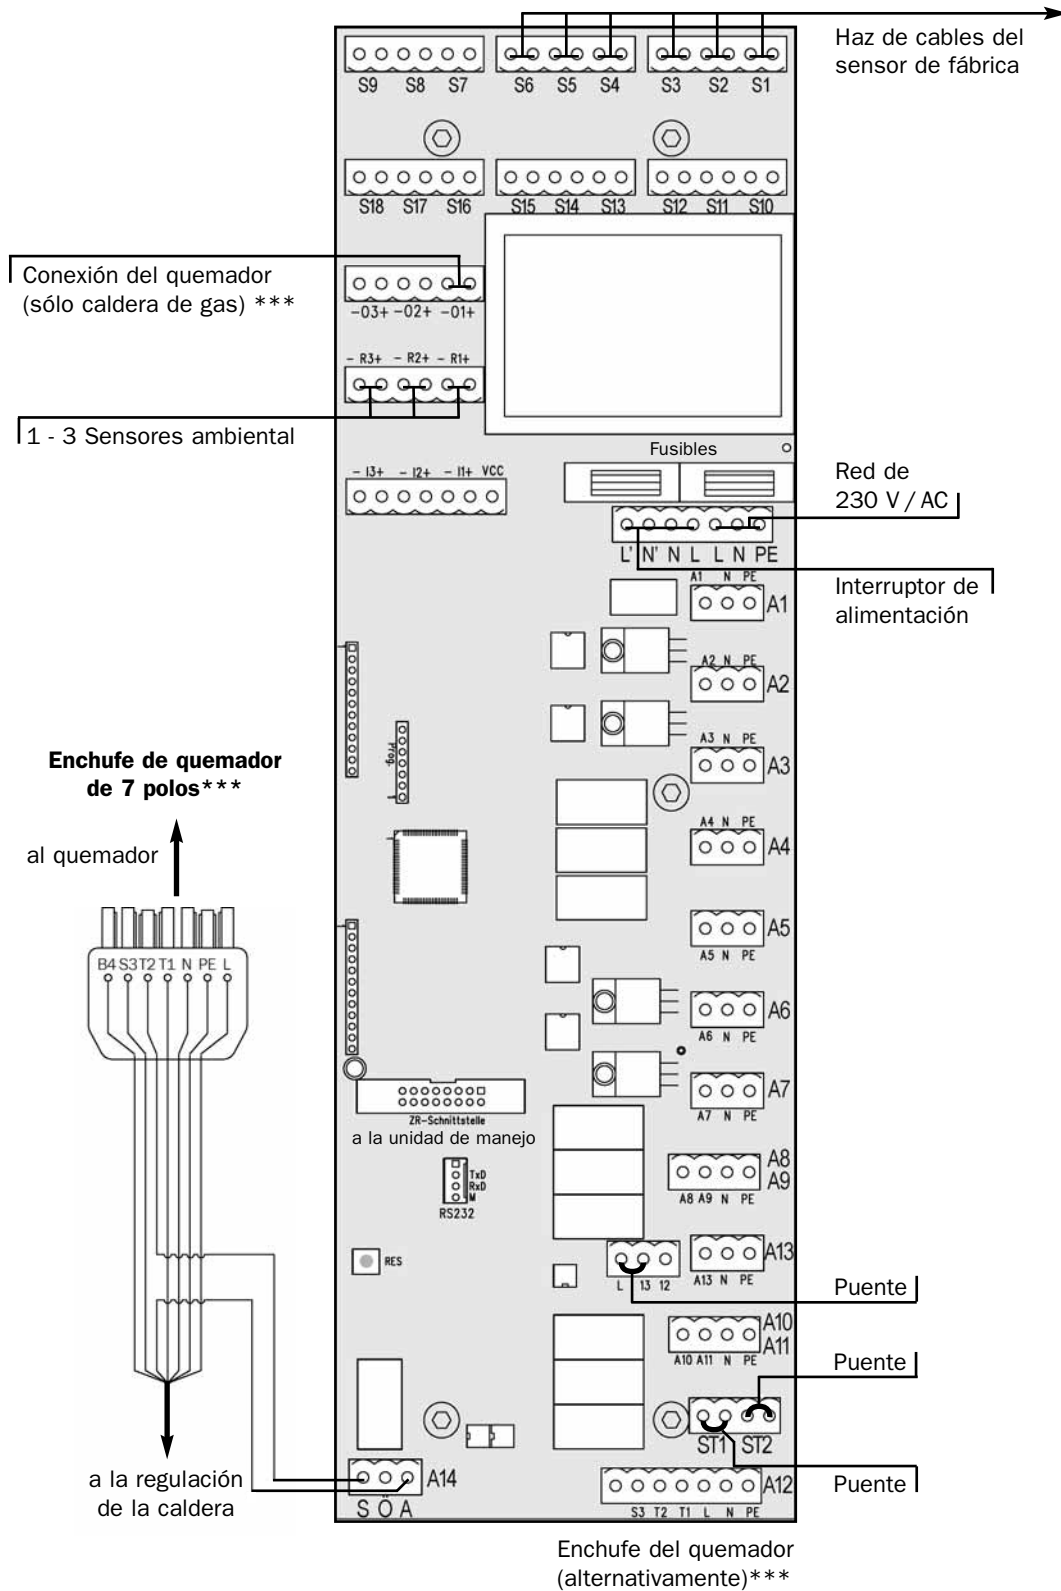 Haz de cables del
sensor de fábrica
S9 S8 S7 S6 S5 S4 S3 S2 S1
S18 S17 S16 S15 S14 S13 S12 S11 S10
Conexión del quemador
(sólo caldera de gas) ***
-O3+ -O2+ -O1+
- R3+ - R2+ - R1+
1 - 3 Sensores ambiental
Fusibles
- I3+ - I2+ - I1+ VCC
Red de
230 V / AC
L' N' N L L N PE
Interruptor de
alimentación
A1 N PE
A1
A2 N PE
A2
Prog.
A3 N PE
A3
Enchufe de quemador
de 7 polos***
al quemador
A4 N PE
A4
A5
A5 N PE
B4 S3 T2 T1 N PE L
A6
A6 N PE
A7
A7 N PE
ZR-Schnittstelle
a la unidad de manejo
A8
A9
A8 A9 N PE
TxD
RxD
M
RS232
RES
A13
L 13 12
A13 N PE
Puente
A10
A11
A10 A11 N PE
Puente
ST1 ST2
a la regulación
de la caldera
A14
S Ö A
Puente
A12
S3 T2 T1 L N PE
Enchufe del quemador
(alternativamente)***